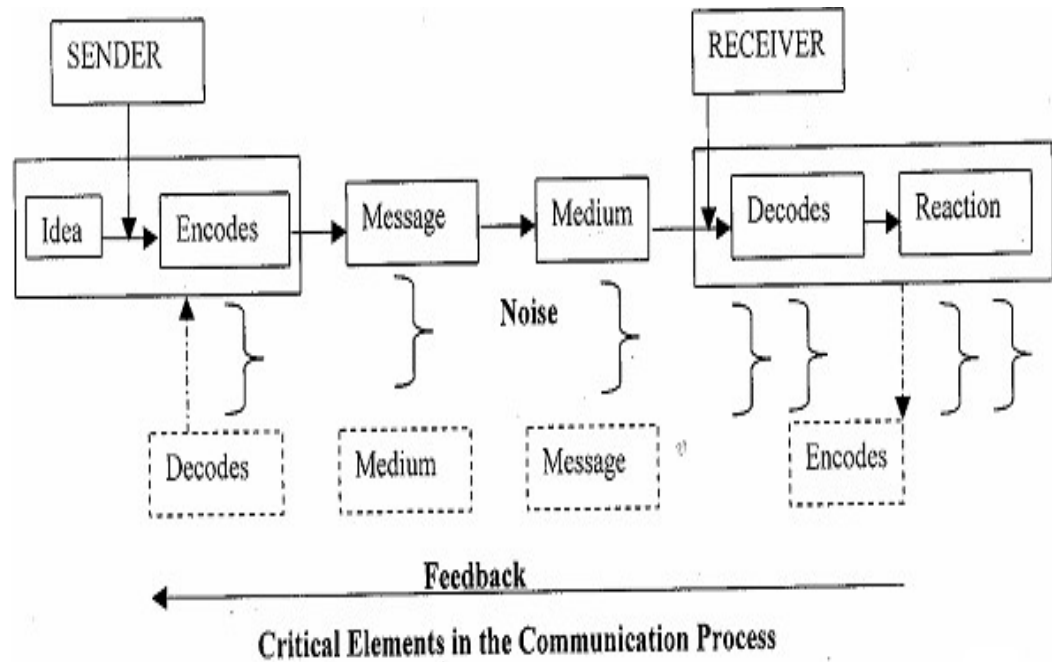 SENDER
RECEIVER
Idea
Encodes
Message
Medium
Decodes
Reaction
Noise
Decodes
Medium
Message
Encodes
Feedback
Critical Elements in the Communication Process